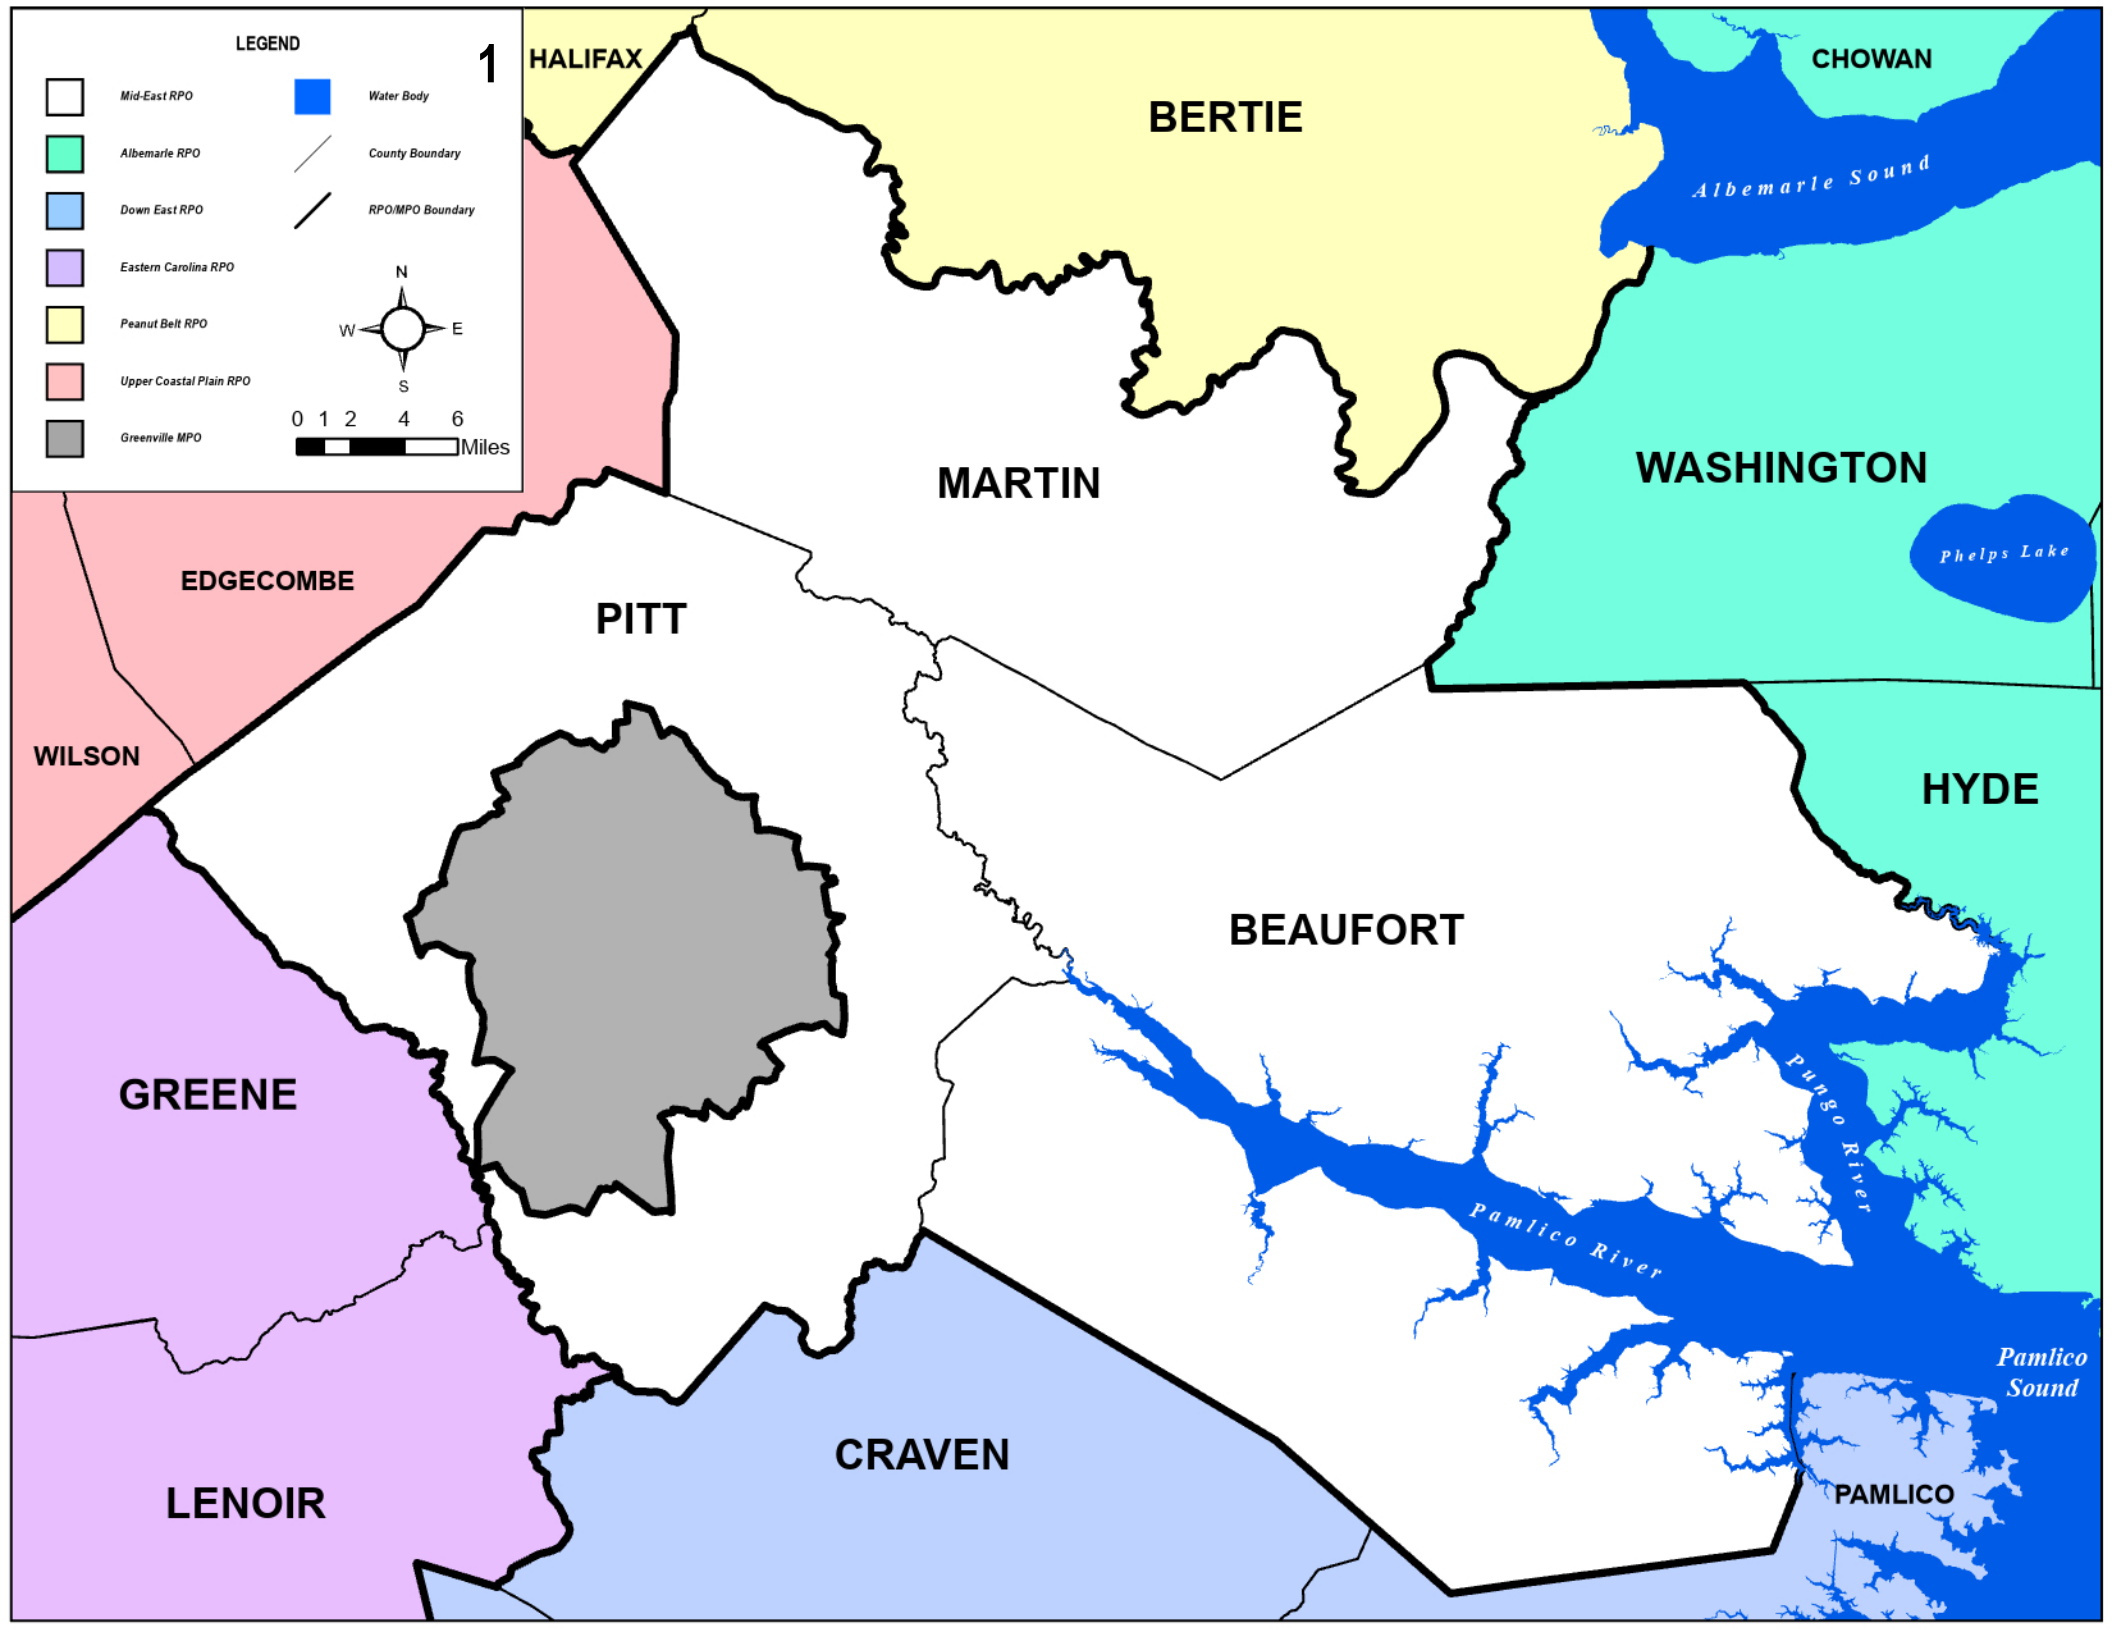 LEGEND
1
Mid-East RPO
Water Body
Albemarle RPO
County Boundary
Down East RPO
RPO/MPO Boundary
Eastern Carolina RPO
Peanut Belt RPO
Upper Coastal Plain RPO
Greenville MPO
N
W
E
S
0 1 2 4 6
Miles
HALIFAX
BERTIE
CHOWAN
Albemarle Sound
MARTIN
WASHINGTON
Phelps Lake
EDGECOMBE
PITT
WILSON
HYDE
BEAUFORT
GREENE
Pungo River
Pamlico River
Pamlico
Sound
CRAVEN
LENOIR
PAMLICO